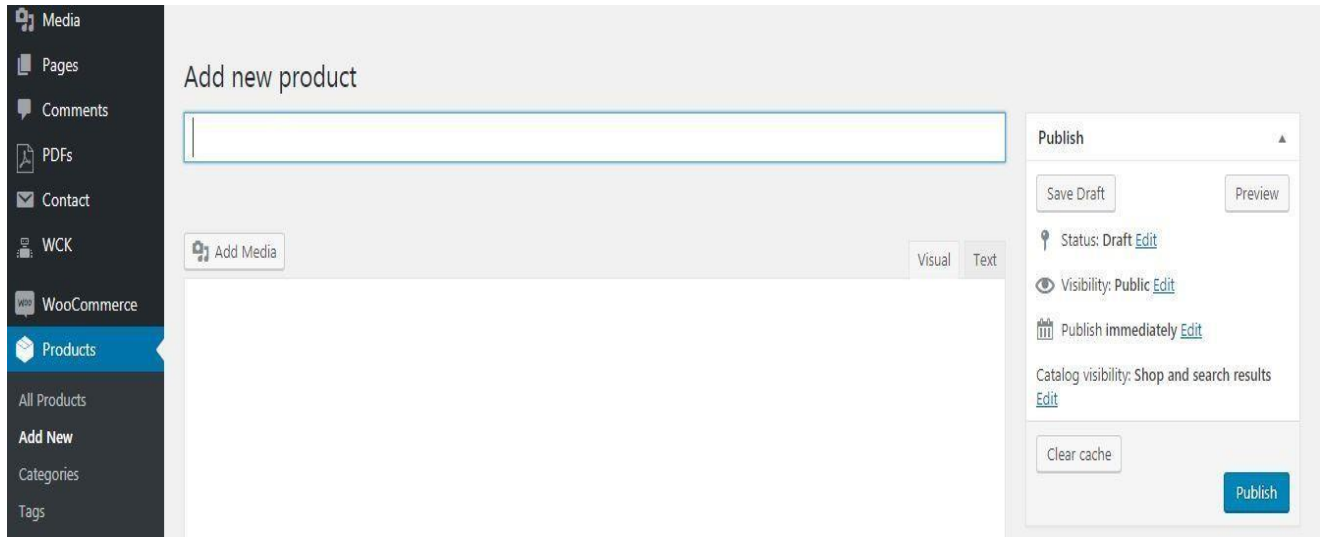 Media
Pages
Comments
PDFs
Contact
WCK
WooCommerce
Products
All Products
Add New
Categories
Tags
Add new product
Add Media
Visual Text
Publish
Save Draft Preview
Status: Draft Edit
Visibility: Public Edit
Publish immediately Edit
Catalog visibility: Shop and search results
Edit
Clear cache
Publish